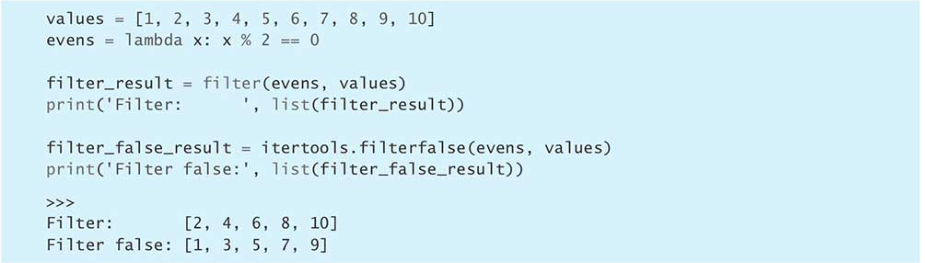 values = [1, 2, 3, 4, 5, 6, 7, 8, 9, 10]
evens = lambda x: x % 2 == 0

filter_result = filter(evens, values)
print('Filter:      ', list(filter_result))

filter_false_result = itertools.filterfalse(evens, values)
print('Filter false:', list(filter_false_result))
>>>
Filter:       [2, 4, 6, 8, 10]
Filter false: [1, 3, 5, 7, 9]